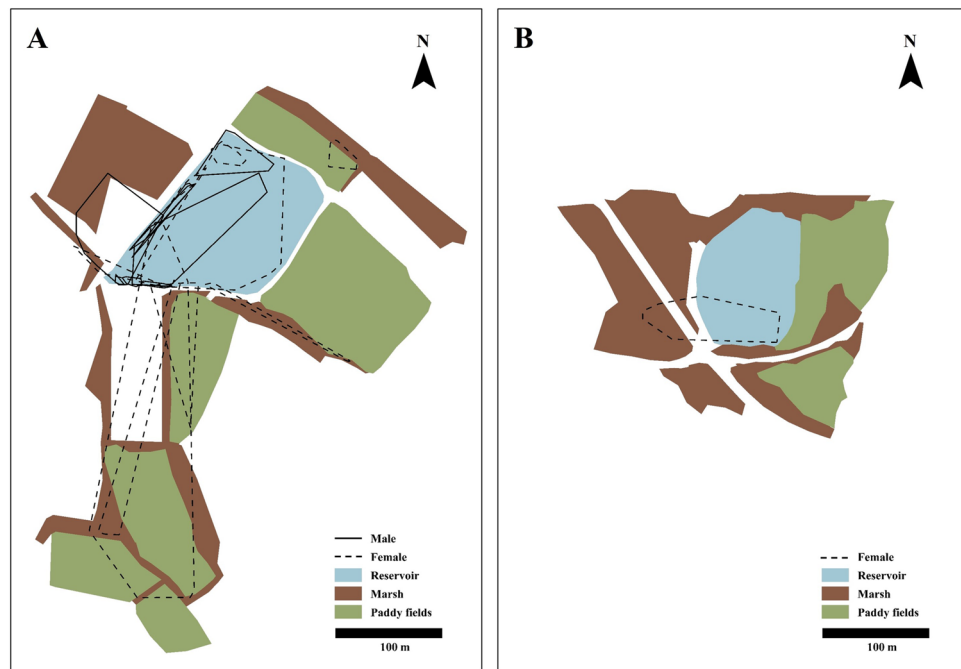 A
N
Male
Female
Reservoir
Marsh
Paddy fields
100 m
B
N
Female
Reservoir
Marsh
Paddy fields
100 m